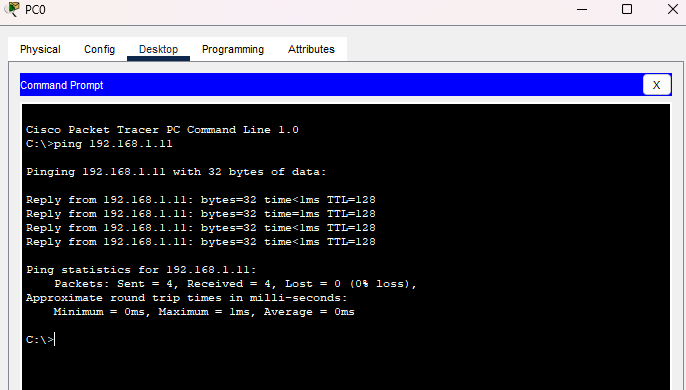 PC0
Physical Config Desktop Programming Attributes
Command Prompt X
Cisco Packet Tracer PC Command Line 1.0
C:\>ping 192.168.1.11
Pinging 192.168.1.11 with 32 bytes of data:
Reply from 192.168.1.11: bytes=32 time<1ms TTL=128
Reply from 192.168.1.11: bytes=32 time=1ms TTL=128
Reply from 192.168.1.11: bytes=32 time<1ms TTL=128
Reply from 192.168.1.11: bytes=32 time<1ms TTL=128
Ping statistics for 192.168.1.11:
Packets: Sent = 4, Received = 4, Lost = 0 (0% loss),
Approximate round trip times in milli-seconds:
Minimum = 0ms, Maximum = 1ms, Average = 0ms
C:\>